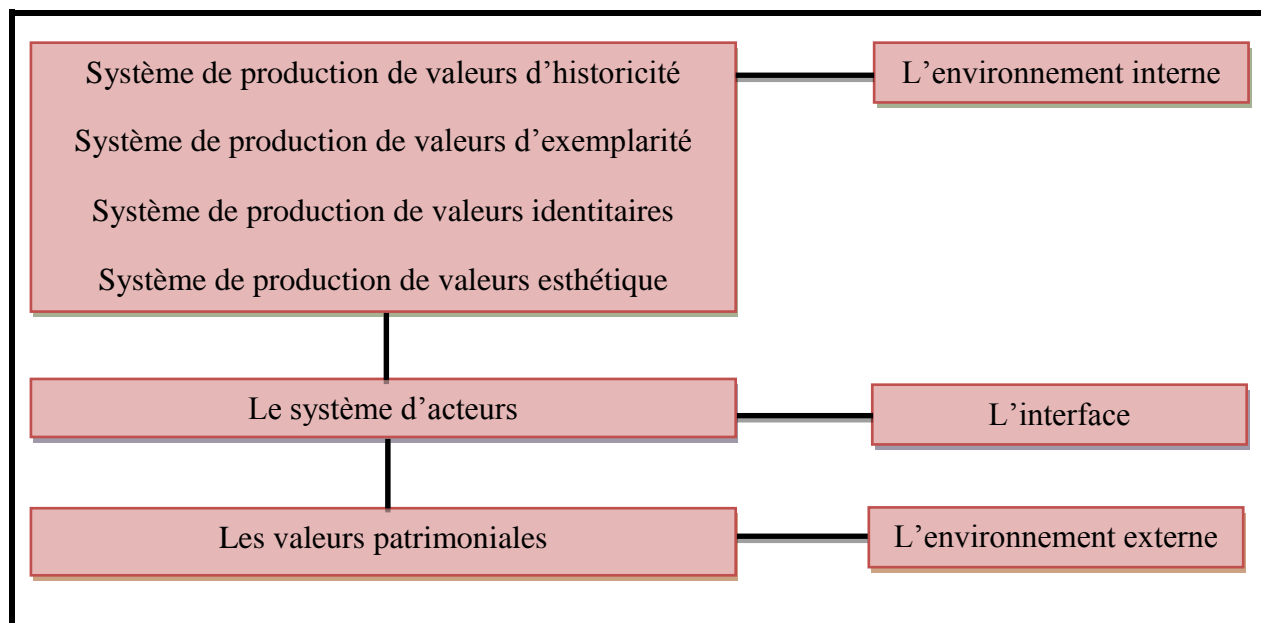 Système de production de valeurs d’historicité
L’environnement interne
Système de production de valeurs d’exemplarité
Système de production de valeurs identitaires
Système de production de valeurs esthétique
Le système d’acteurs
L’interface
Les valeurs patrimoniales
L’environnement externe